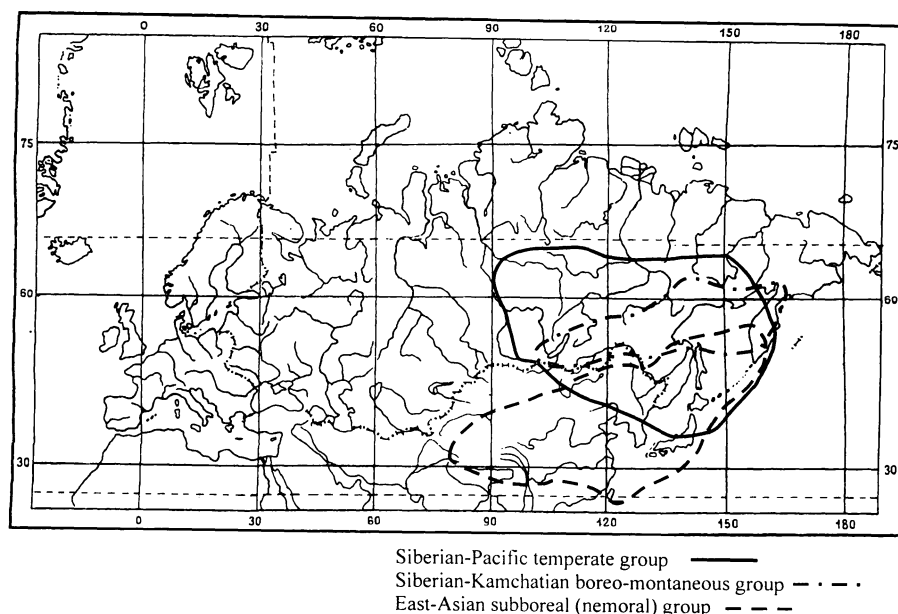 0 30 60 90 120 150 180
75 75
60 60
30 30
0 30 60 90 120 150 180
Siberian-Pacific temperate group
Siberian-Kamchatian boreo-montaneous group
East-Asian subboreal (nemoral) group